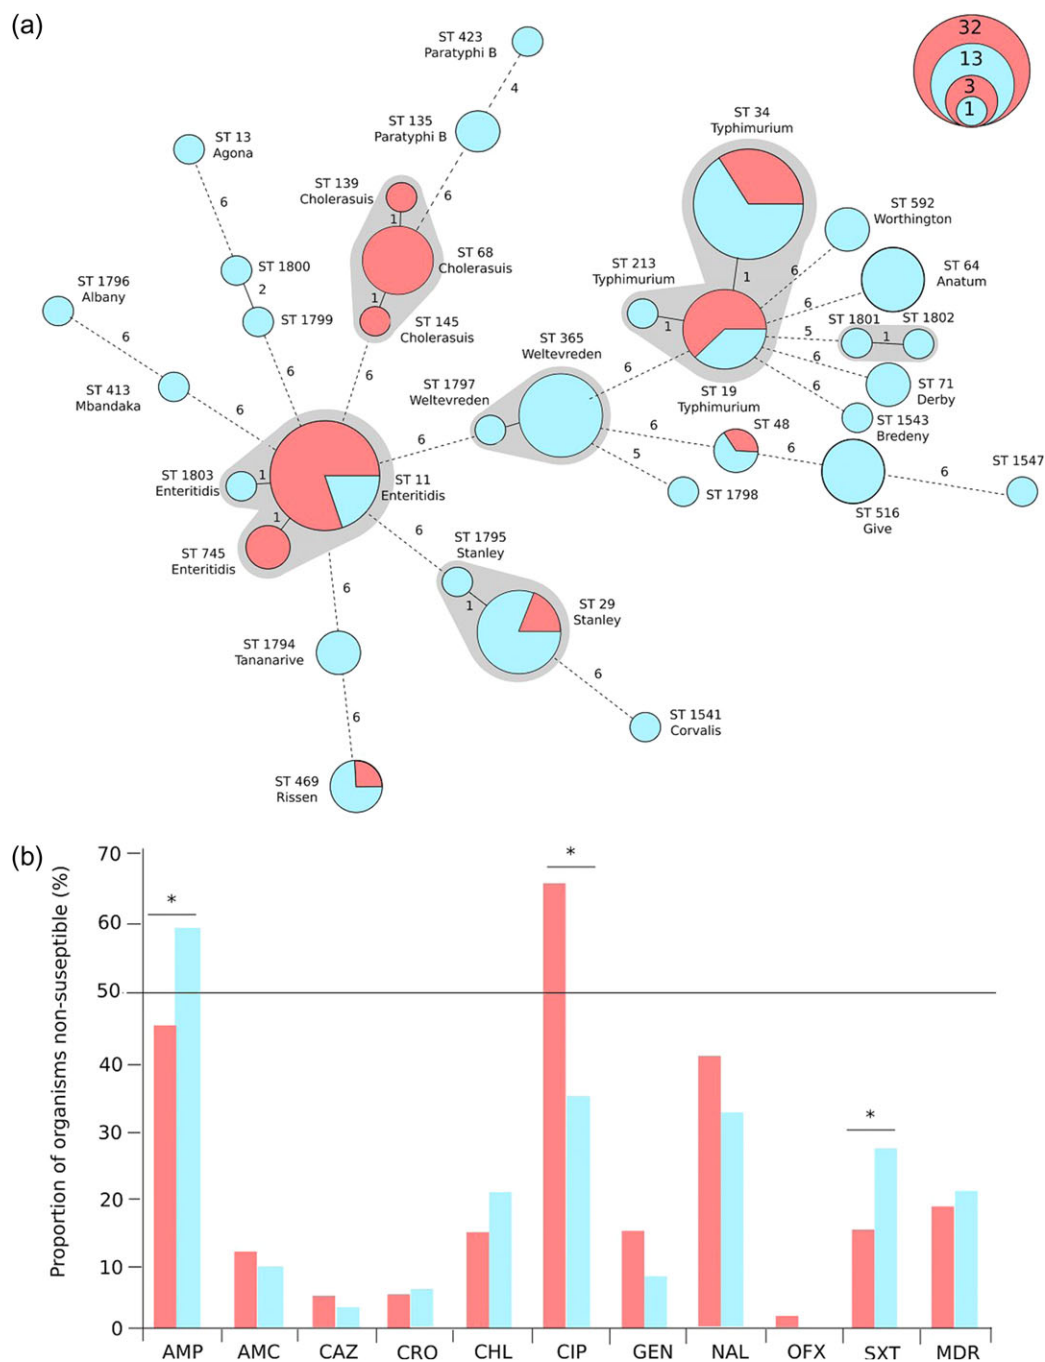 (a)
ST 423
Paratyphi B
4
ST 135
Paratyphi B
6
32
13
3
1
ST 13
Agona
6
ST 139
Cholerasuis
1
ST 68
Cholerasuis
1
ST 145
Cholerasuis
6
ST 34
Typhimurium
ST 592
Worthington
6
ST 64
Anatum
6
ST 213
Typhimurium
1
1
ST 1801
ST 1802
5
1
6
ST 71
Derby
ST 19
Typhimurium
6
ST 1543
Bredeny
ST 1800
2
ST 1799
6
ST 1796
Albany
6
ST 413
Mbandaka
6
ST 365
Weltevreden
6
ST 1797
Weltevreden
6
ST 48
6
6
5
ST 1798
ST 516
Give
6
ST 1547
ST 1803
Enteritidis
1
ST 11
Enteritidis
1
ST 745
Enteritidis
6
ST 1795
Stanley
1
ST 29
Stanley
6
ST 1541
Corvalis
6
ST 1794
Tananarive
6
ST 469
Rissen
(b)
Proportion of organisms non-suseptible (%)
70
60
50
40
30
20
10
0
*
*
*
AMP AMC CAZ CRO CHL CIP GEN NAL OFX SXT MDR